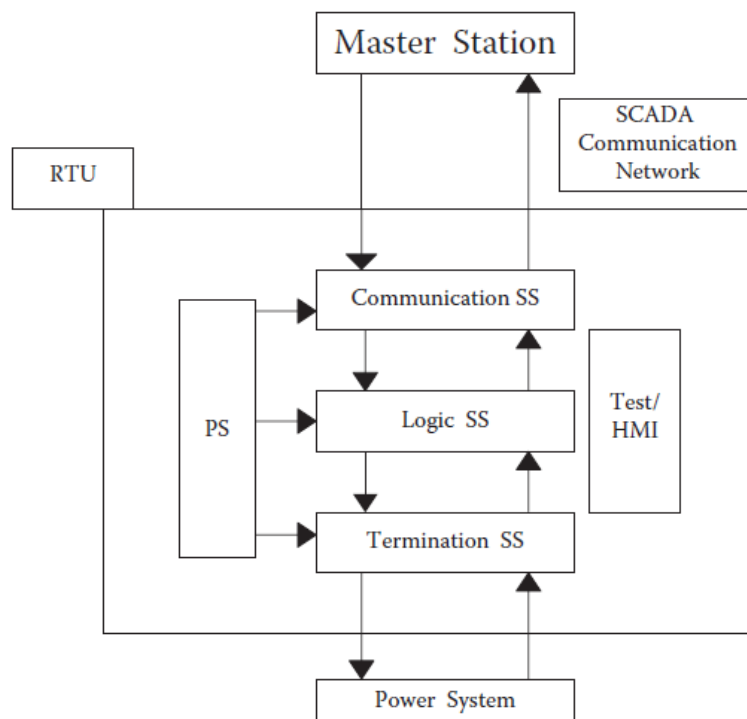 Master Station
SCADA
Communication
Network
RTU
Communication SS
PS
Logic SS
Test/
HMI
Termination SS
Power System